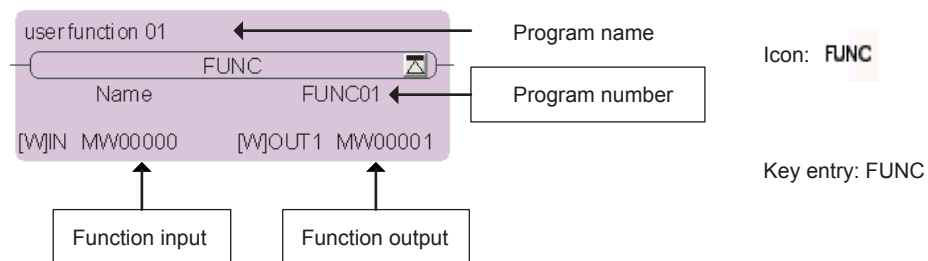 user function 01
Program name
FUNC
Icon: FUNC
Name FUNC01
Program number
[W]IN MW00000 [W]OUT1 MW00001
Key entry: FUNC
Function input
Function output